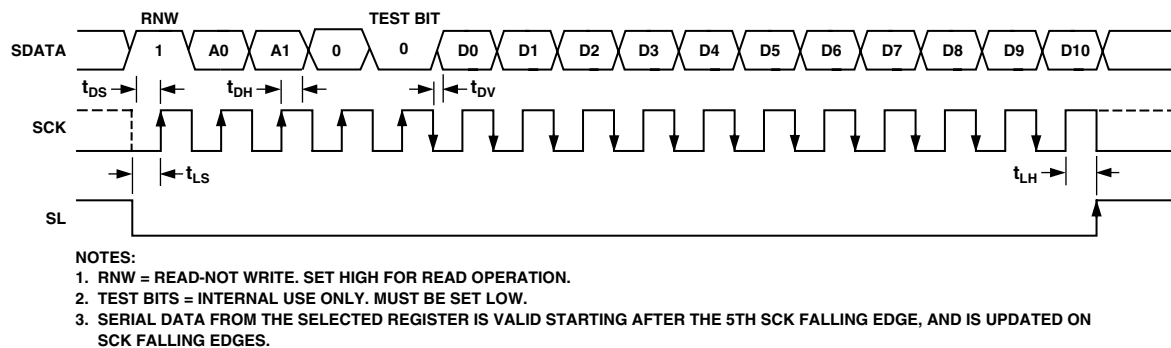 RNW TEST BIT
SDATA 1 A0 A1 0 0 D0 D1 D2 D3 D4 D5 D6 D7 D8 D9 D10
tDS tDH tDV
SCK
tLS tLH
SL
NOTES:
1. RNW = READ-NOT WRITE. SET HIGH FOR READ OPERATION.
2. TEST BITS = INTERNAL USE ONLY. MUST BE SET LOW.
3. SERIAL DATA FROM THE SELECTED REGISTER IS VALID STARTING AFTER THE 5TH SCK FALLING EDGE, AND IS UPDATED ON
SCK FALLING EDGES.